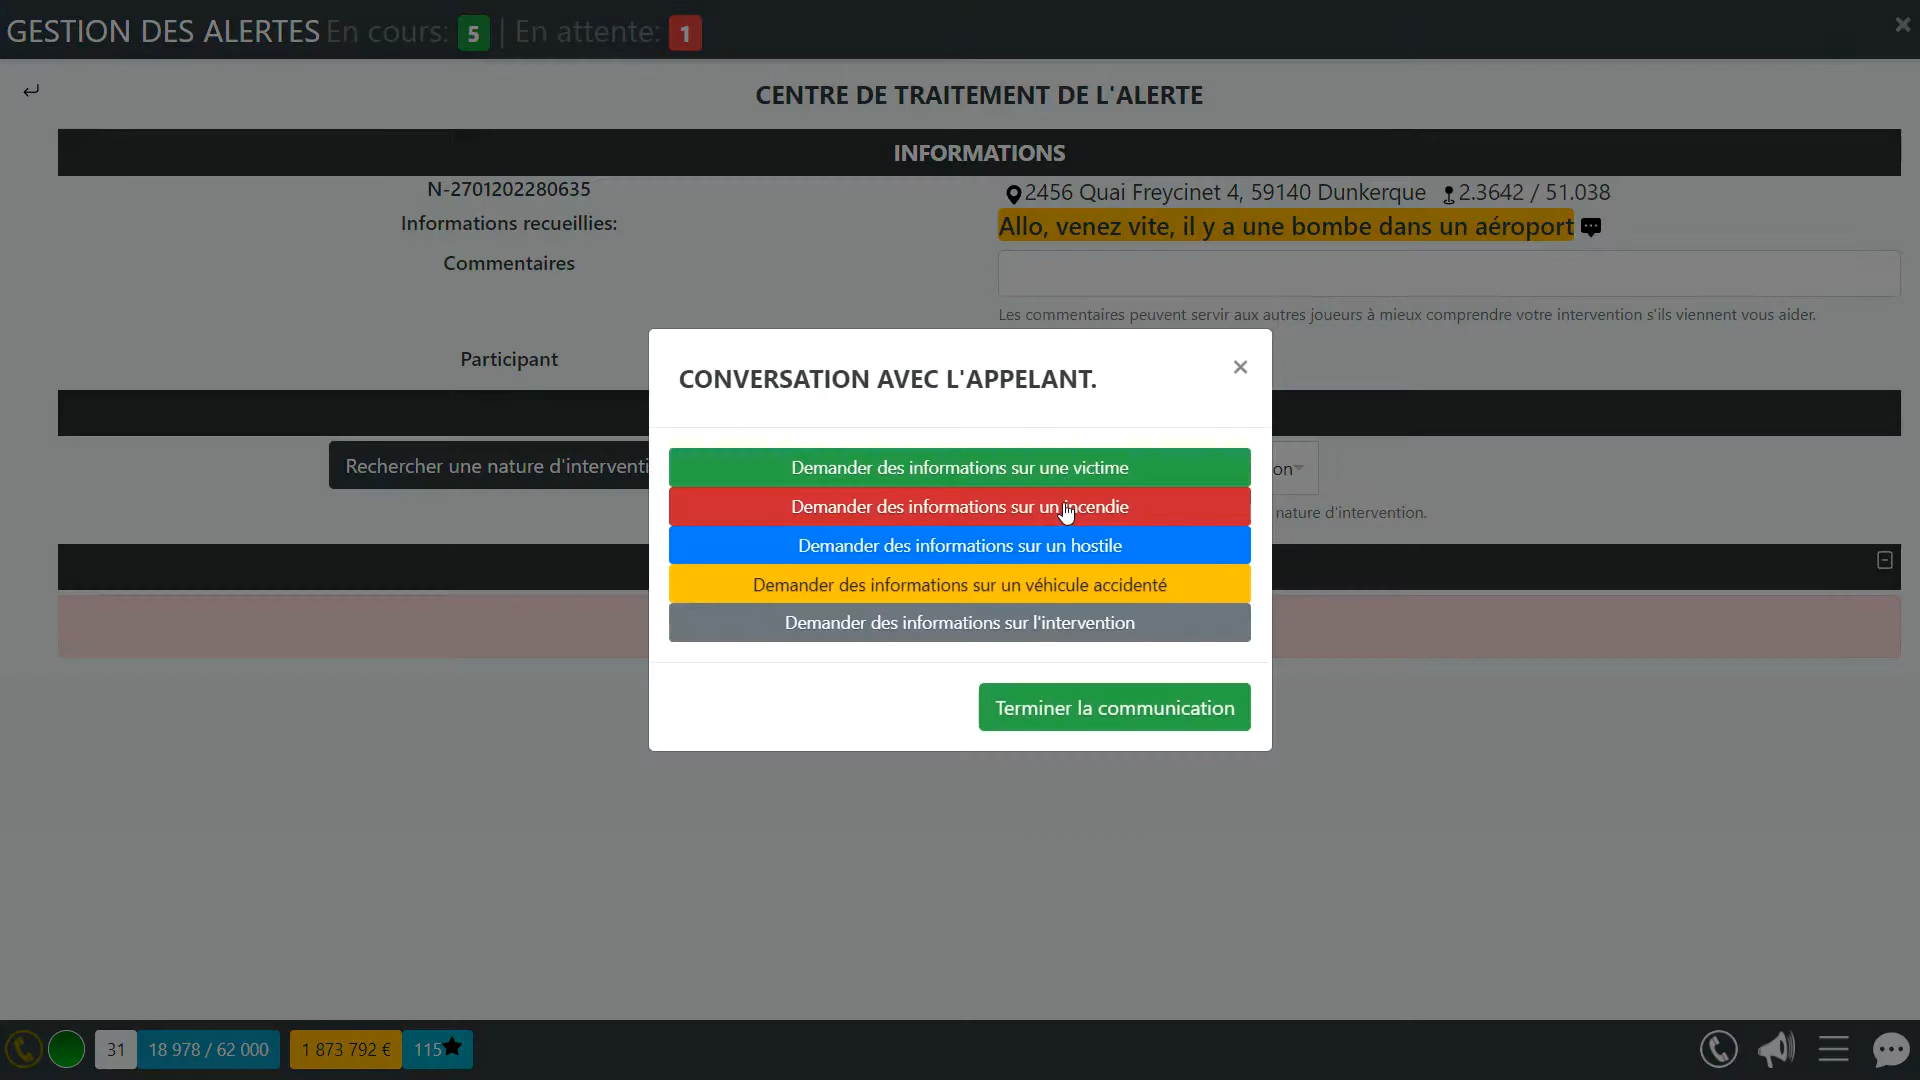 GESTION DES ALERTES En cours: 5 | En attente: 1
CENTRE DE TRAITEMENT DE L'ALERTE
INFORMATIONS
N-2701202280635
2456 Quai Freycinet 4, 59140 Dunkerque 2.3642 / 51.038
Informations recueillies:
Allo, venez vite, il y a une bombe dans un aéroport
Commentaires
Les commentaires peuvent servir aux autres joueurs à mieux comprendre votre intervention s'ils viennent vous aider.
Participant
CONVERSATION AVEC L'APPELANT.
Rechercher une nature d'interventi
on
nature d'intervention.
Demander des informations sur une victime
Demander des informations sur un incendie
Demander des informations sur un hostile
Demander des informations sur un véhicule accidenté
Demander des informations sur l'intervention
Terminer la communication
31 18 978 / 62 000 1 873 792 € 115